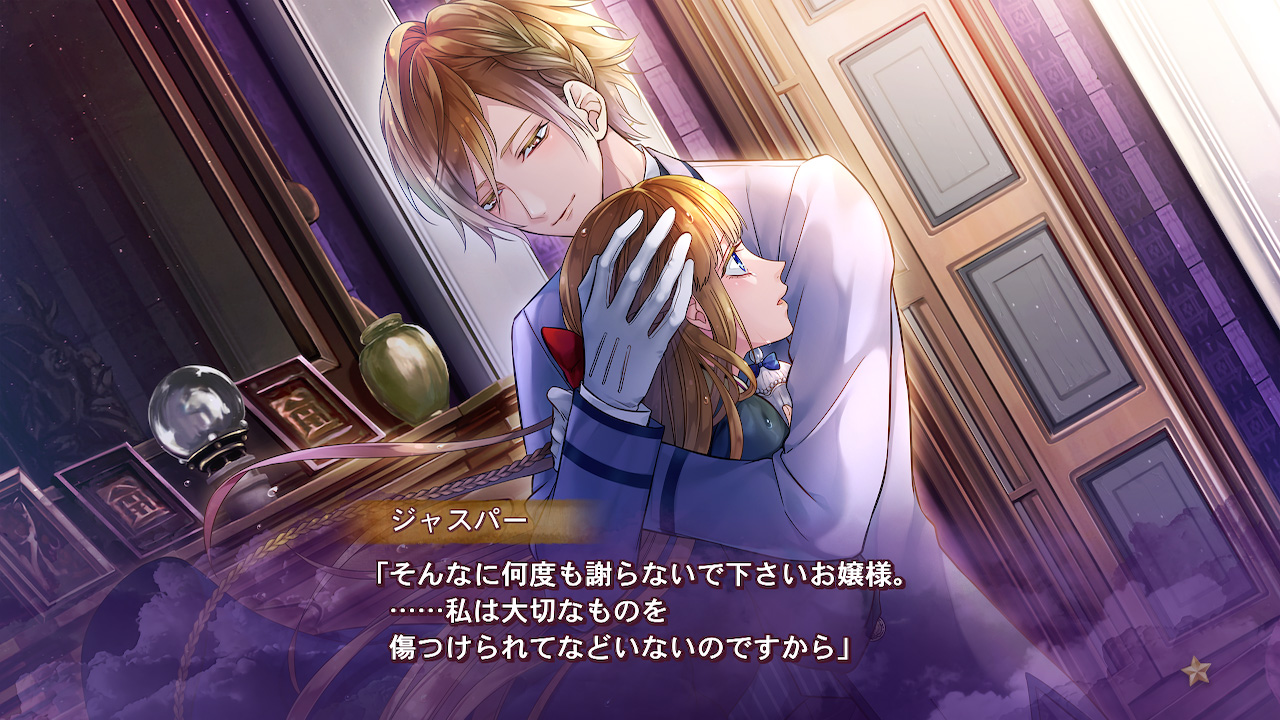 ジャスパー
「そんなに何度も謝らないで下さいお嬢様。
……私は大切なものを
傷つけられてなどいないのですから」